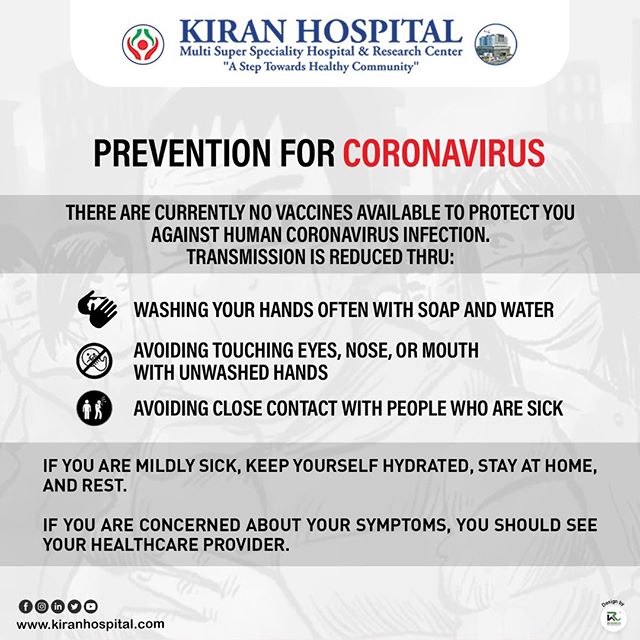 KIRAN HOSPITAL
Multi Super Speciality Hospital & Research Center
"A Step Towards Healthy Community"
PREVENTION FOR CORONAVIRUS
THERE ARE CURRENTLY NO VACCINES AVAILABLE TO PROTECT YOU
AGAINST HUMAN CORONAVIRUS INFECTION.
TRANSMISSION IS REDUCED THRU:
WASHING YOUR HANDS OFTEN WITH SOAP AND WATER
AVOIDING TOUCHING EYES, NOSE, OR MOUTH
WITH UNWASHED HANDS
AVOIDING CLOSE CONTACT WITH PEOPLE WHO ARE SICK
IF YOU ARE MILDLY SICK, KEEP YOURSELF HYDRATED, STAY AT HOME,
AND REST.
IF YOU ARE CONCERNED ABOUT YOUR SYMPTOMS, YOU SHOULD SEE
YOUR HEALTHCARE PROVIDER.
www.kiranhospital.com
Design by